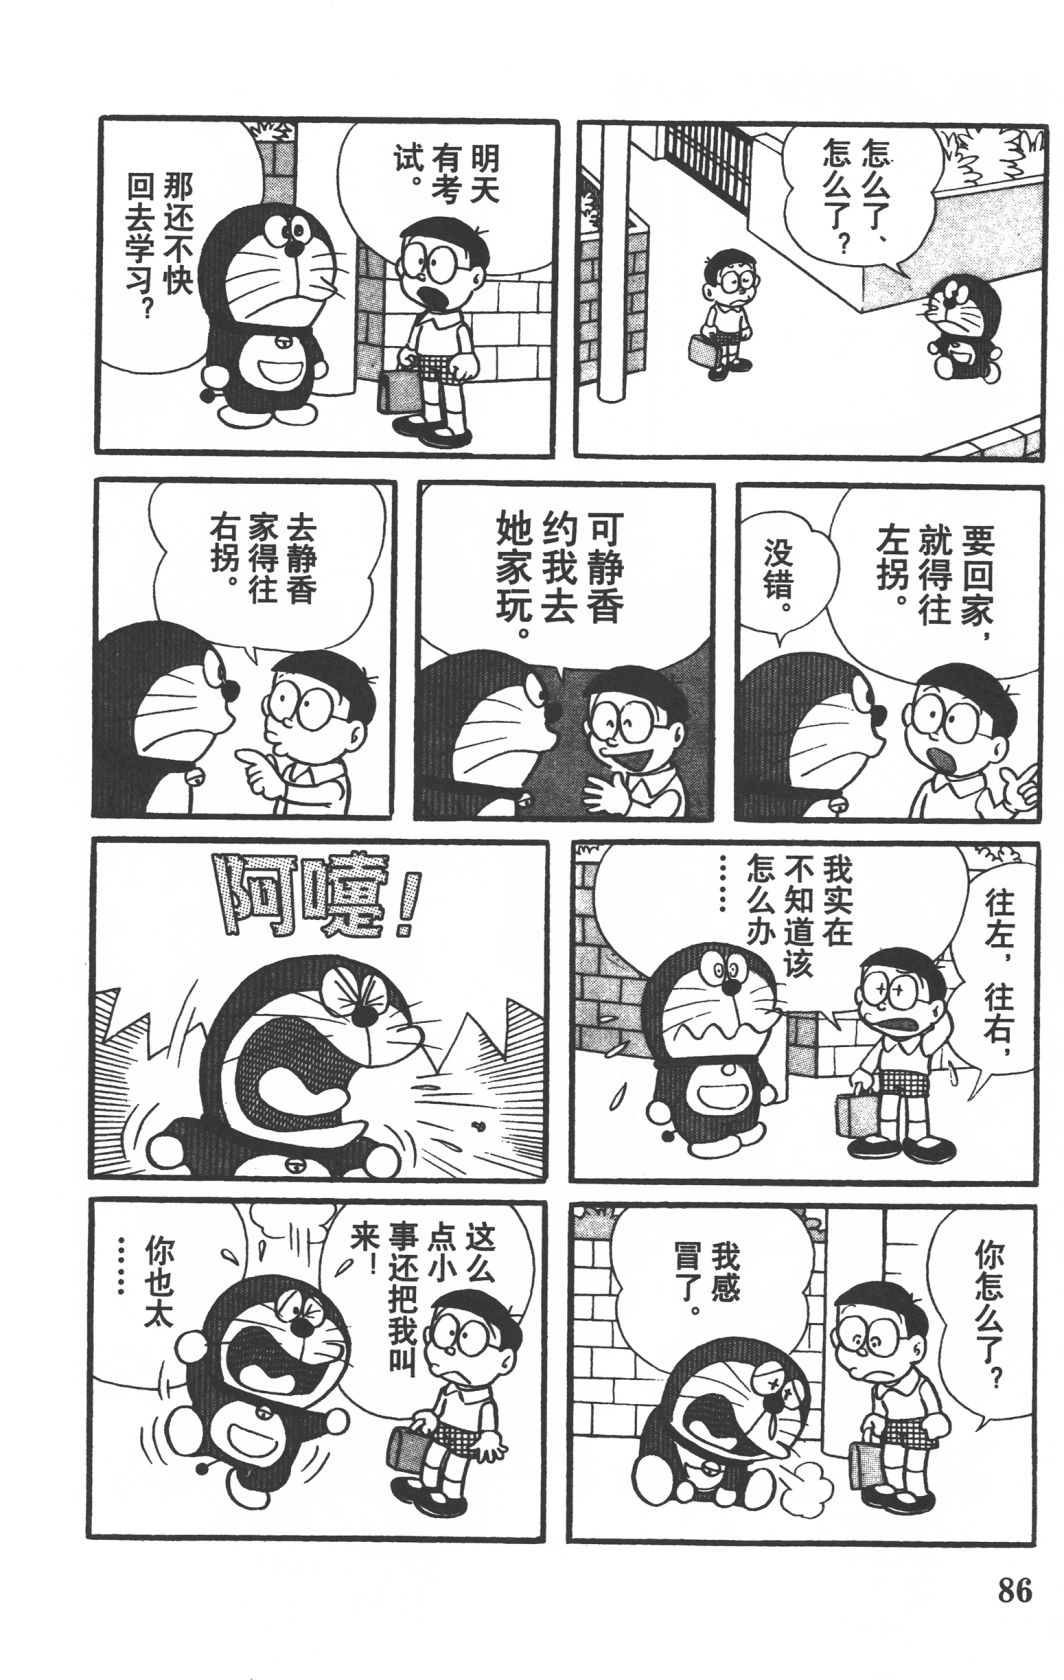 怎么了、
怎么了？
明天
有考
试。
那还不快
回去学习？
要回家，
就得往
左拐。
没错。
可静香
约我去
她家玩。
去静香
家得往
右拐。
往左，往右，
我实在
不知道该
怎么办
……
阿嚏！
你怎么了？
我感
冒了。
这么
点小
事还把我叫
来！
你也太
……
86